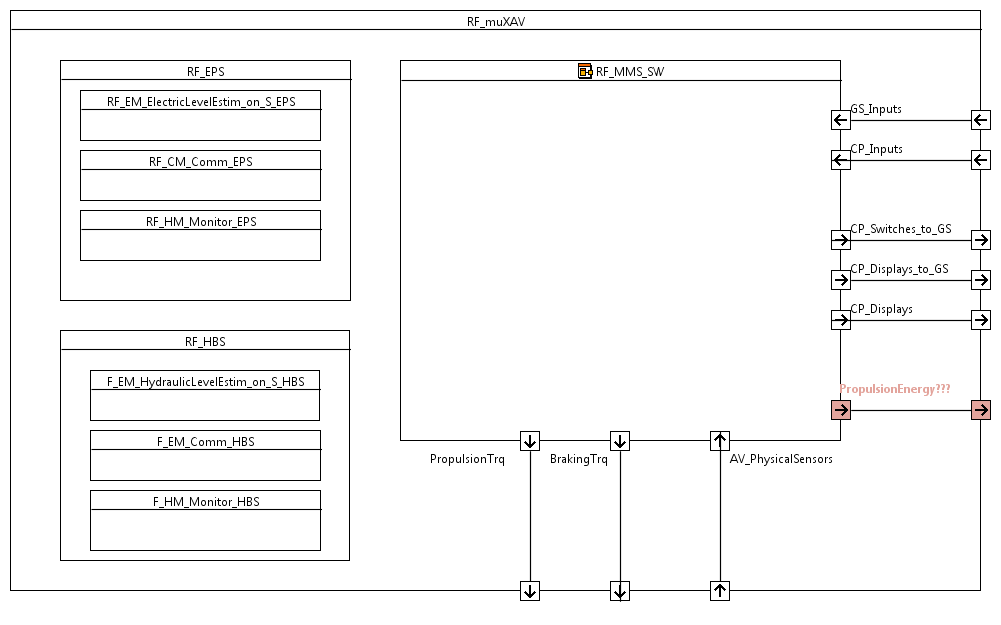 RF_muXAV
RF_EPS
RF_EM_ElectricLevelEstim_on_S_EPS
RF_CM_Comm_EPS
RF_HM_Monitor_EPS
RF_HBS
F_EM_HydraulicLevelEstim_on_S_HBS
F_EM_Comm_HBS
F_HM_Monitor_HBS
RF_MMS_SW
GS_Inputs
CP_Inputs
CP_Switches_to_GS
CP_Displays_to_GS
CP_Displays
PropulsionEnergy???
PropulsionTrq
BrakingTrq
AV_PhysicalSensors